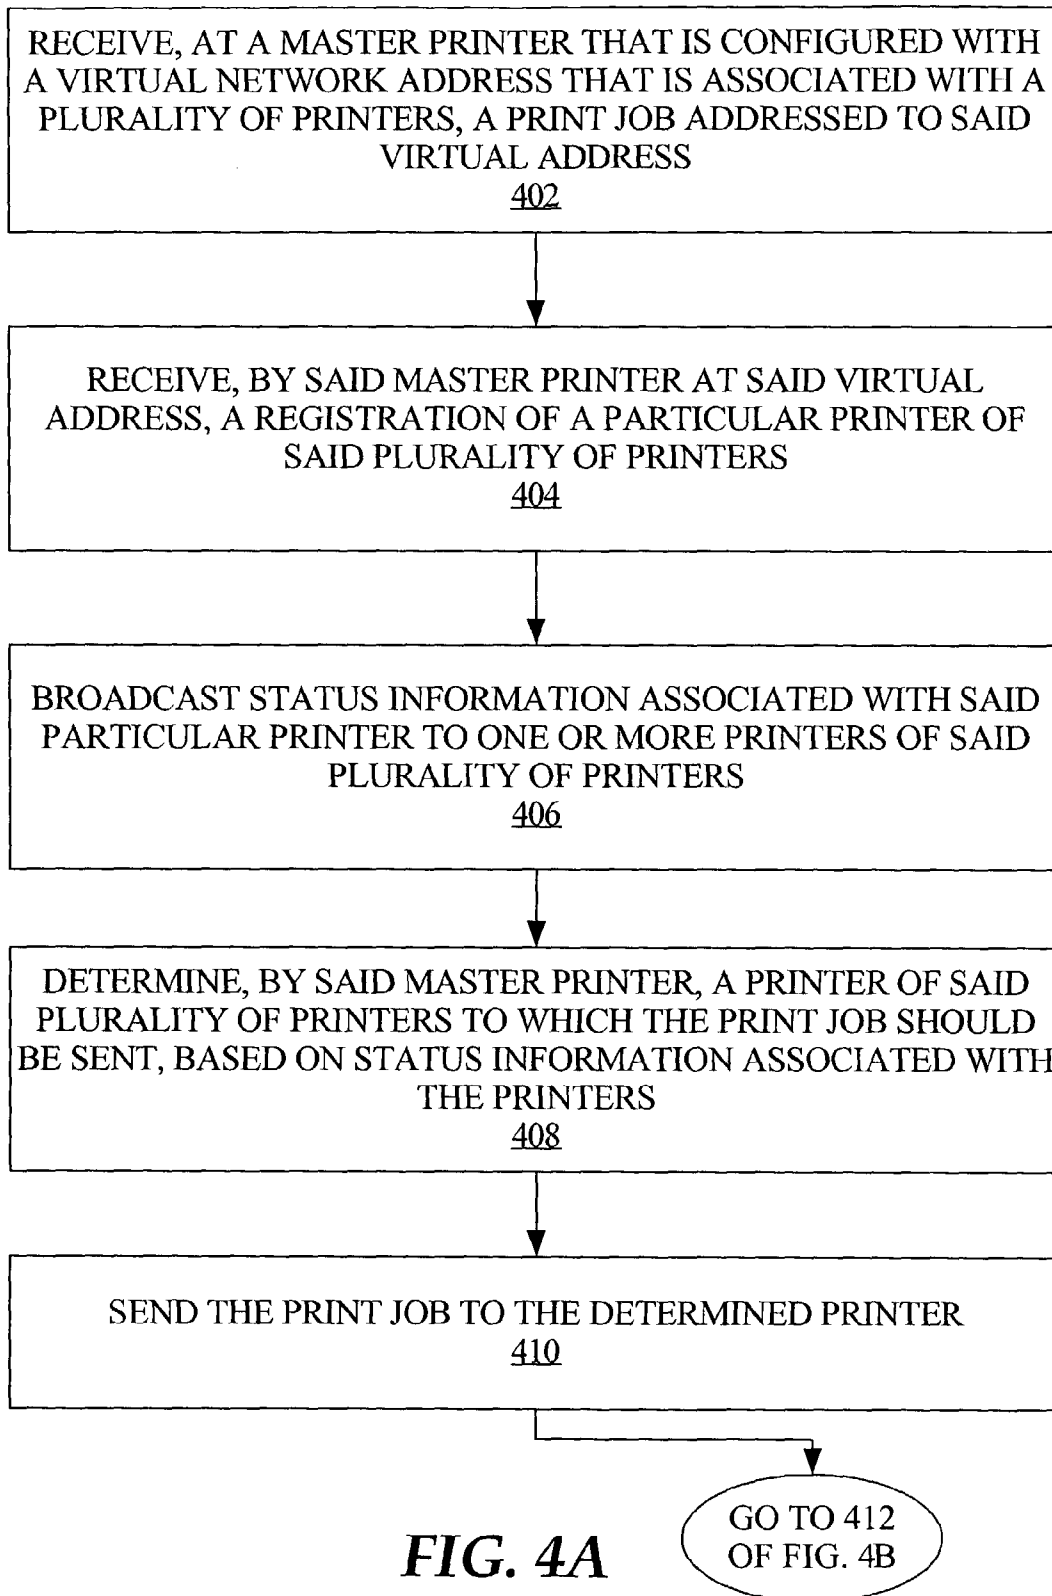 RECEIVE, AT A MASTER PRINTER THAT IS CONFIGURED WITH
A VIRTUAL NETWORK ADDRESS THAT IS ASSOCIATED WITH A
PLURALITY OF PRINTERS, A PRINT JOB ADDRESSED TO SAID
VIRTUAL ADDRESS
402
RECEIVE, BY SAID MASTER PRINTER AT SAID VIRTUAL
ADDRESS, A REGISTRATION OF A PARTICULAR PRINTER OF
SAID PLURALITY OF PRINTERS
404
BROADCAST STATUS INFORMATION ASSOCIATED WITH SAID
PARTICULAR PRINTER TO ONE OR MORE PRINTERS OF SAID
PLURALITY OF PRINTERS
406
DETERMINE, BY SAID MASTER PRINTER, A PRINTER OF SAID
PLURALITY OF PRINTERS TO WHICH THE PRINT JOB SHOULD
BE SENT, BASED ON STATUS INFORMATION ASSOCIATED WITH
THE PRINTERS
408
SEND THE PRINT JOB TO THE DETERMINED PRINTER
410
GO TO 412
OF FIG. 4B
FIG. 4A